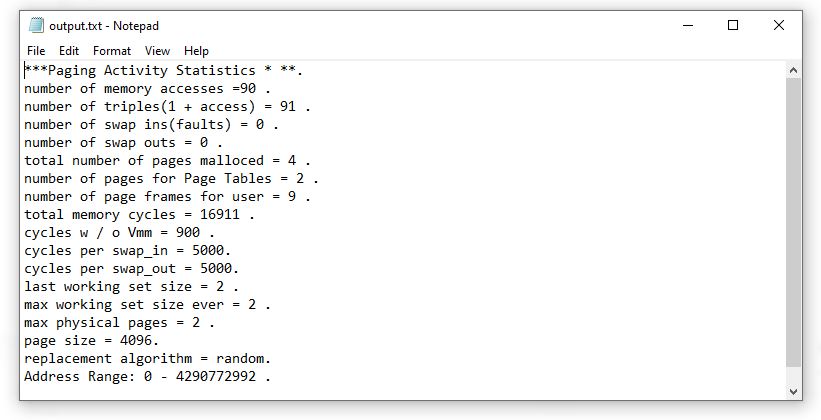 output.txt - Notepad
File Edit Format View Help
***Paging Activity Statistics * **.
number of memory accesses =90 .
number of triples(1 + access) = 91 .
number of swap ins(faults) = 0 .
number of swap outs = 0 .
total number of pages malloced = 4 .
number of pages for Page Tables = 2 .
number of page frames for user = 9 .
total memory cycles = 16911 .
cycles w / o Vmm = 900 .
cycles per swap_in = 5000.
cycles per swap_out = 5000.
last working set size = 2 .
max working set size ever = 2 .
max physical pages = 2 .
page size = 4096.
replacement algorithm = random.
Address Range: 0 - 4290772992 .